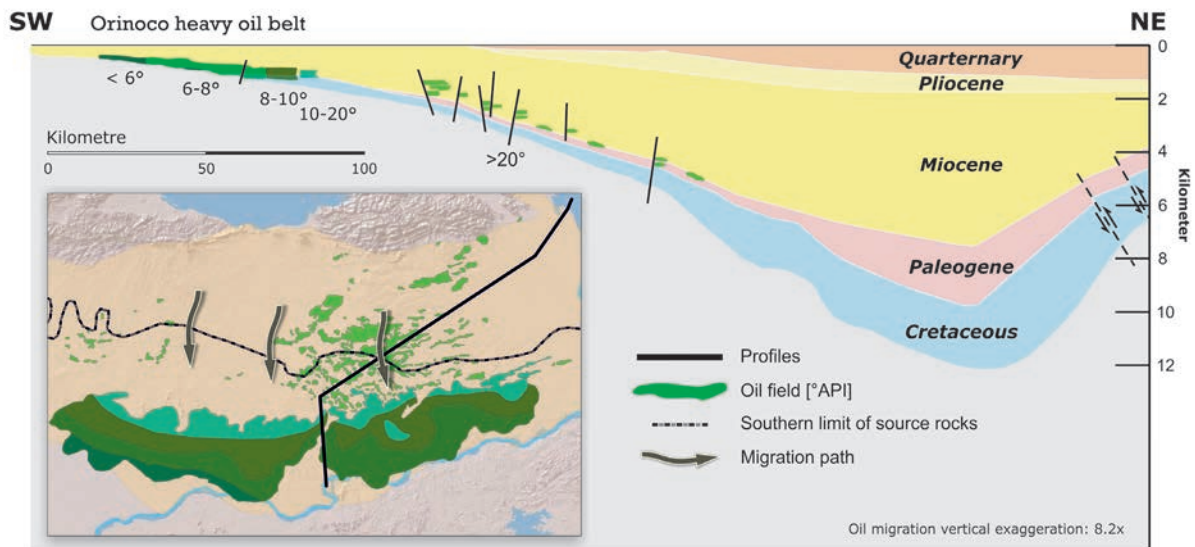 SW Orinoco heavy oil belt NE
0
Quarternary
Pliocene
2
< 6°
6-8°
8-10°
10-20°
Kilometre
0 50 100
>20°
4
Miocene
6
Kilometer
Paleogene
8
10
Cretaceous
12
Profiles
Oil field [°API]
Southern limit of source rocks
Migration path
Oil migration vertical exaggeration: 8.2x